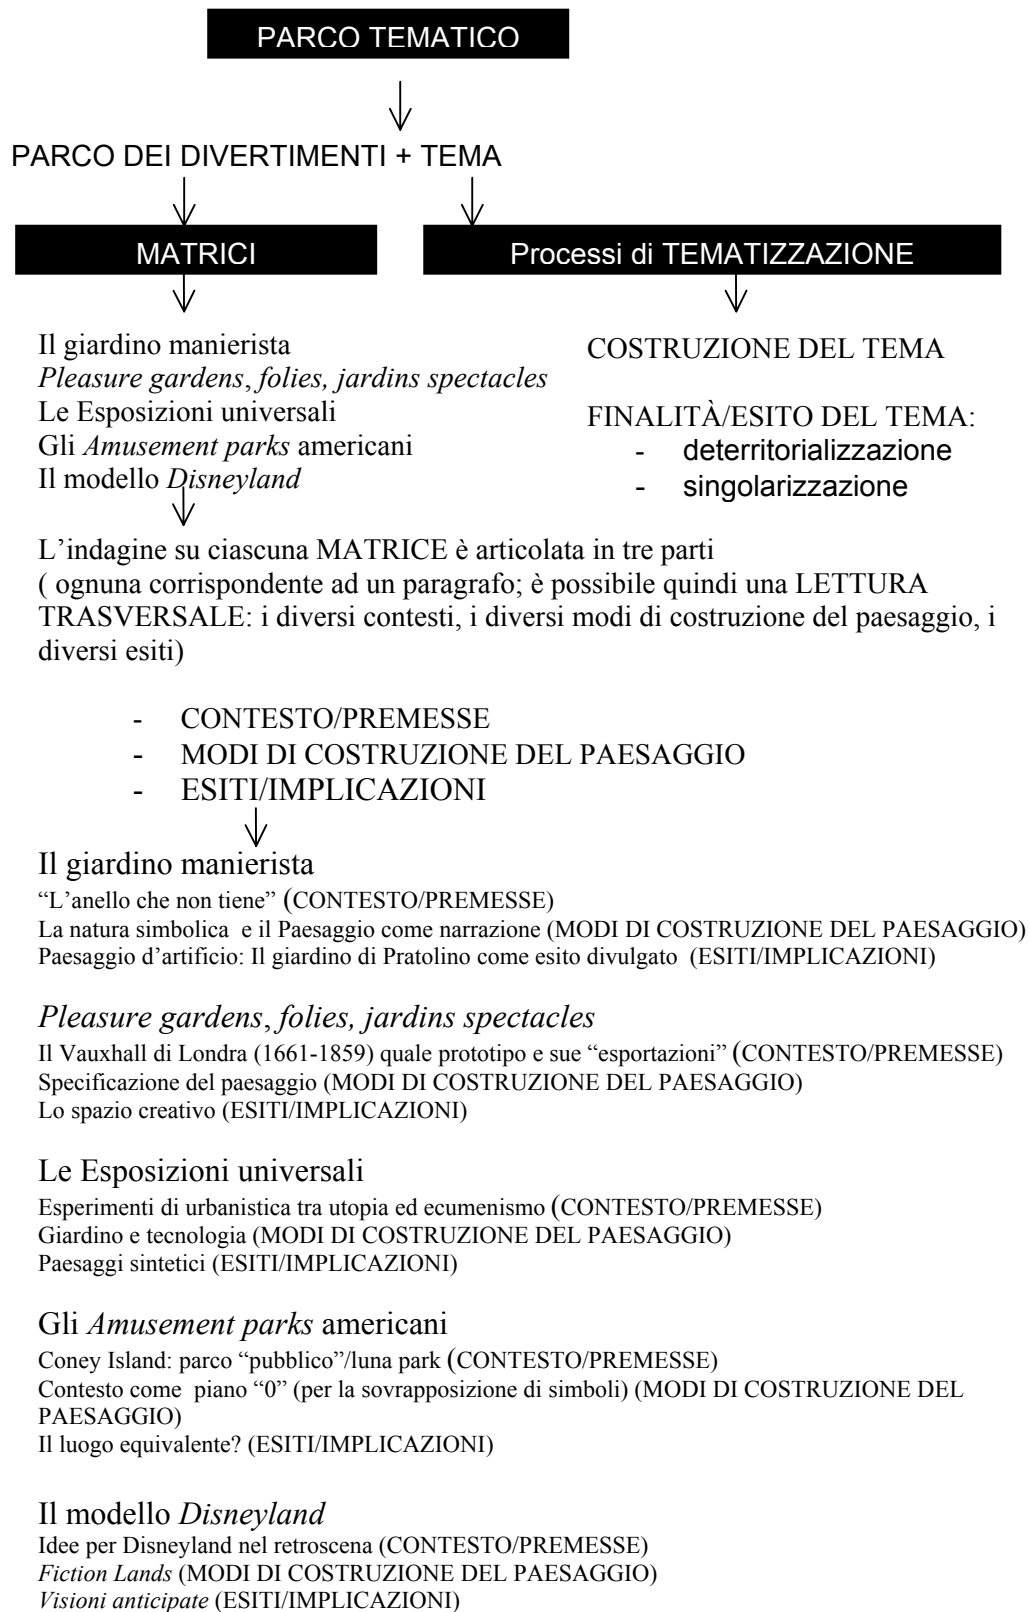 PARCO TEMATICO
PARCO DEI DIVERTIMENTI + TEMA
MATRICI
Processi di TEMATIZZAZIONE
Il giardino manierista
Pleasure gardens, folies, jardins spectacles
Le Esposizioni universali
Gli Amusement parks americani
Il modello Disneyland
COSTRUZIONE DEL TEMA
FINALITÀ/ESITO DEL TEMA:
- deterritorializzazione
- singolarizzazione
L’indagine su ciascuna MATRICE è articolata in tre parti
( ognuna corrispondente ad un paragrafo; è possibile quindi una LETTURA
TRASVERSALE: i diversi contesti, i diversi modi di costruzione del paesaggio, i
diversi esiti)
- CONTESTO/PREMESSE
- MODI DI COSTRUZIONE DEL PAESAGGIO
- ESITI/IMPLICAZIONI
Il giardino manierista
“L’anello che non tiene” (CONTESTO/PREMESSE)
La natura simbolica e il Paesaggio come narrazione (MODI DI COSTRUZIONE DEL PAESAGGIO)
Paesaggio d’artificio: Il giardino di Pratolino come esito divulgato (ESITI/IMPLICAZIONI)
Pleasure gardens, folies, jardins spectacles
Il Vauxhall di Londra (1661-1859) quale prototipo e sue “esportazioni” (CONTESTO/PREMESSE)
Specificazione del paesaggio (MODI DI COSTRUZIONE DEL PAESAGGIO)
Lo spazio creativo (ESITI/IMPLICAZIONI)
Le Esposizioni universali
Esperimenti di urbanistica tra utopia ed ecumenismo (CONTESTO/PREMESSE)
Giardino e tecnologia (MODI DI COSTRUZIONE DEL PAESAGGIO)
Paesaggi sintetici (ESITI/IMPLICAZIONI)
Gli Amusement parks americani
Coney Island: parco “pubblico”/luna park (CONTESTO/PREMESSE)
Contesto come piano “0” (per la sovrapposizione di simboli) (MODI DI COSTRUZIONE DEL
PAESAGGIO)
Il luogo equivalente? (ESITI/IMPLICAZIONI)
Il modello Disneyland
Idee per Disneyland nel retroscena (CONTESTO/PREMESSE)
Fiction Lands (MODI DI COSTRUZIONE DEL PAESAGGIO)
Visioni anticipate (ESITI/IMPLICAZIONI)